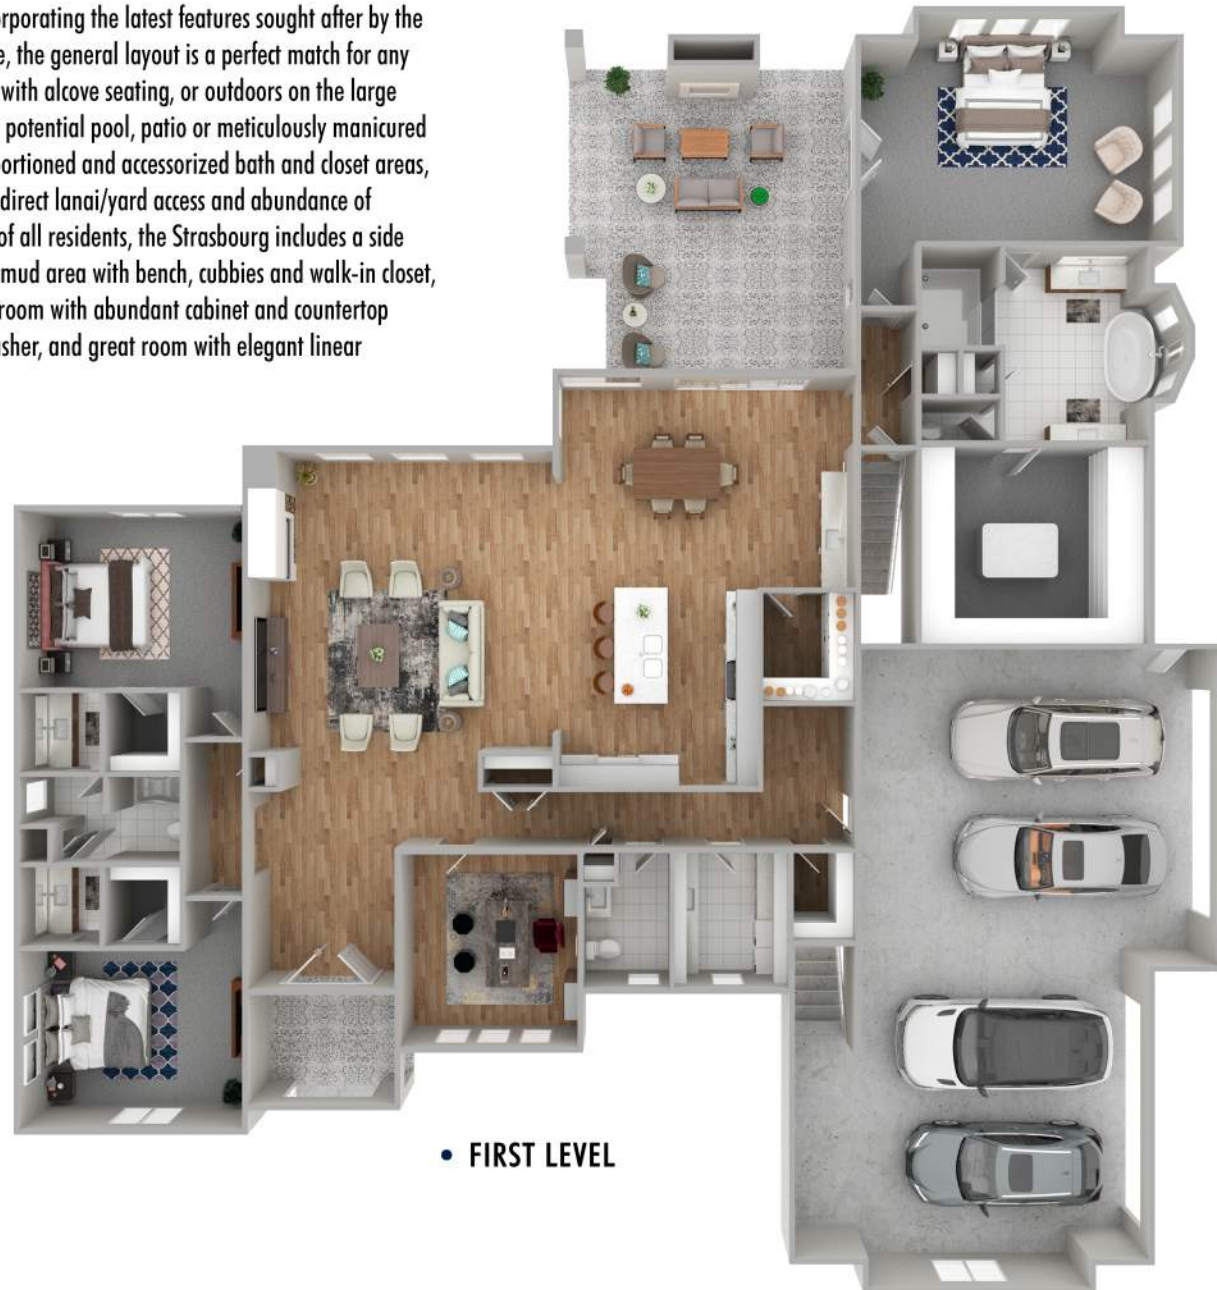 rporating the latest features sought after by the
e, the general layout is a perfect match for any
with alcove seating, or outdoors on the large
potential pool, patio or meticulously manicured
ortioned and accessorized bath and closet areas,
direct lanai/yard access and abundance of
of all residents, the Strasbourg includes a side
mud area with bench, cubbies and walk-in closet,
room with abundant cabinet and countertop
sher, and great room with elegant linear
• FIRST LEVEL